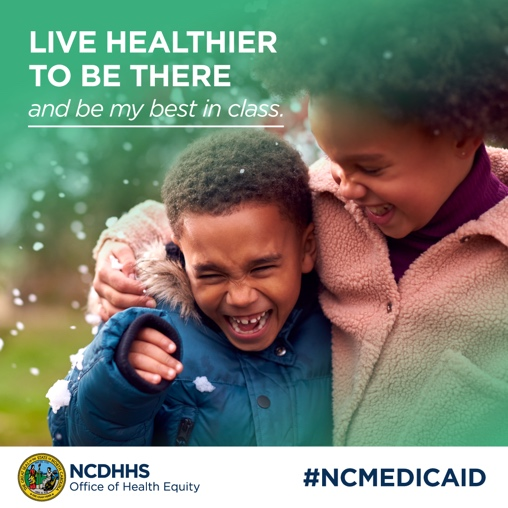 LIVE HEALTHIER
TO BE THERE
and be my best in class.
NCDHHS
Office of Health Equity
#NCMEDICAID